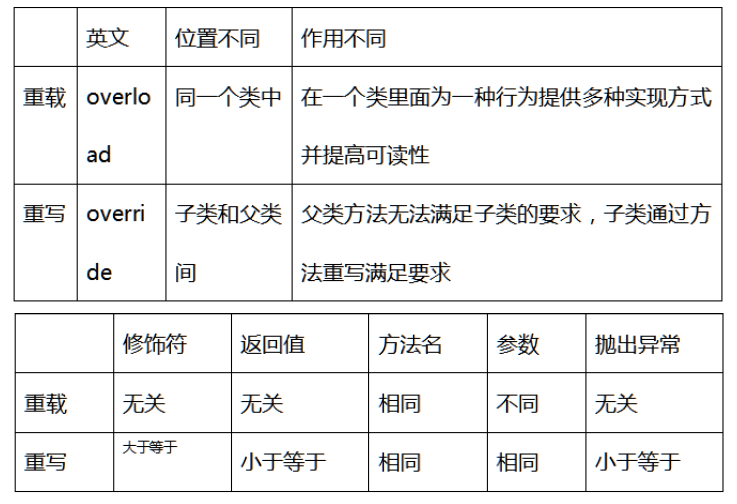 英文 位置不同 作用不同
重载 overlo 同一个类中 在一个类里面为一种行为提供多种实现方式
ad 并提高可读性
重写 overri 子类和父类 父类方法无法满足子类的要求，子类通过方
de 间 法重写满足要求
修饰符 返回值 方法名 参数 抛出异常
重载 无关 无关 相同 不同 无关
重写 大于等于 小于等于 相同 相同 小于等于